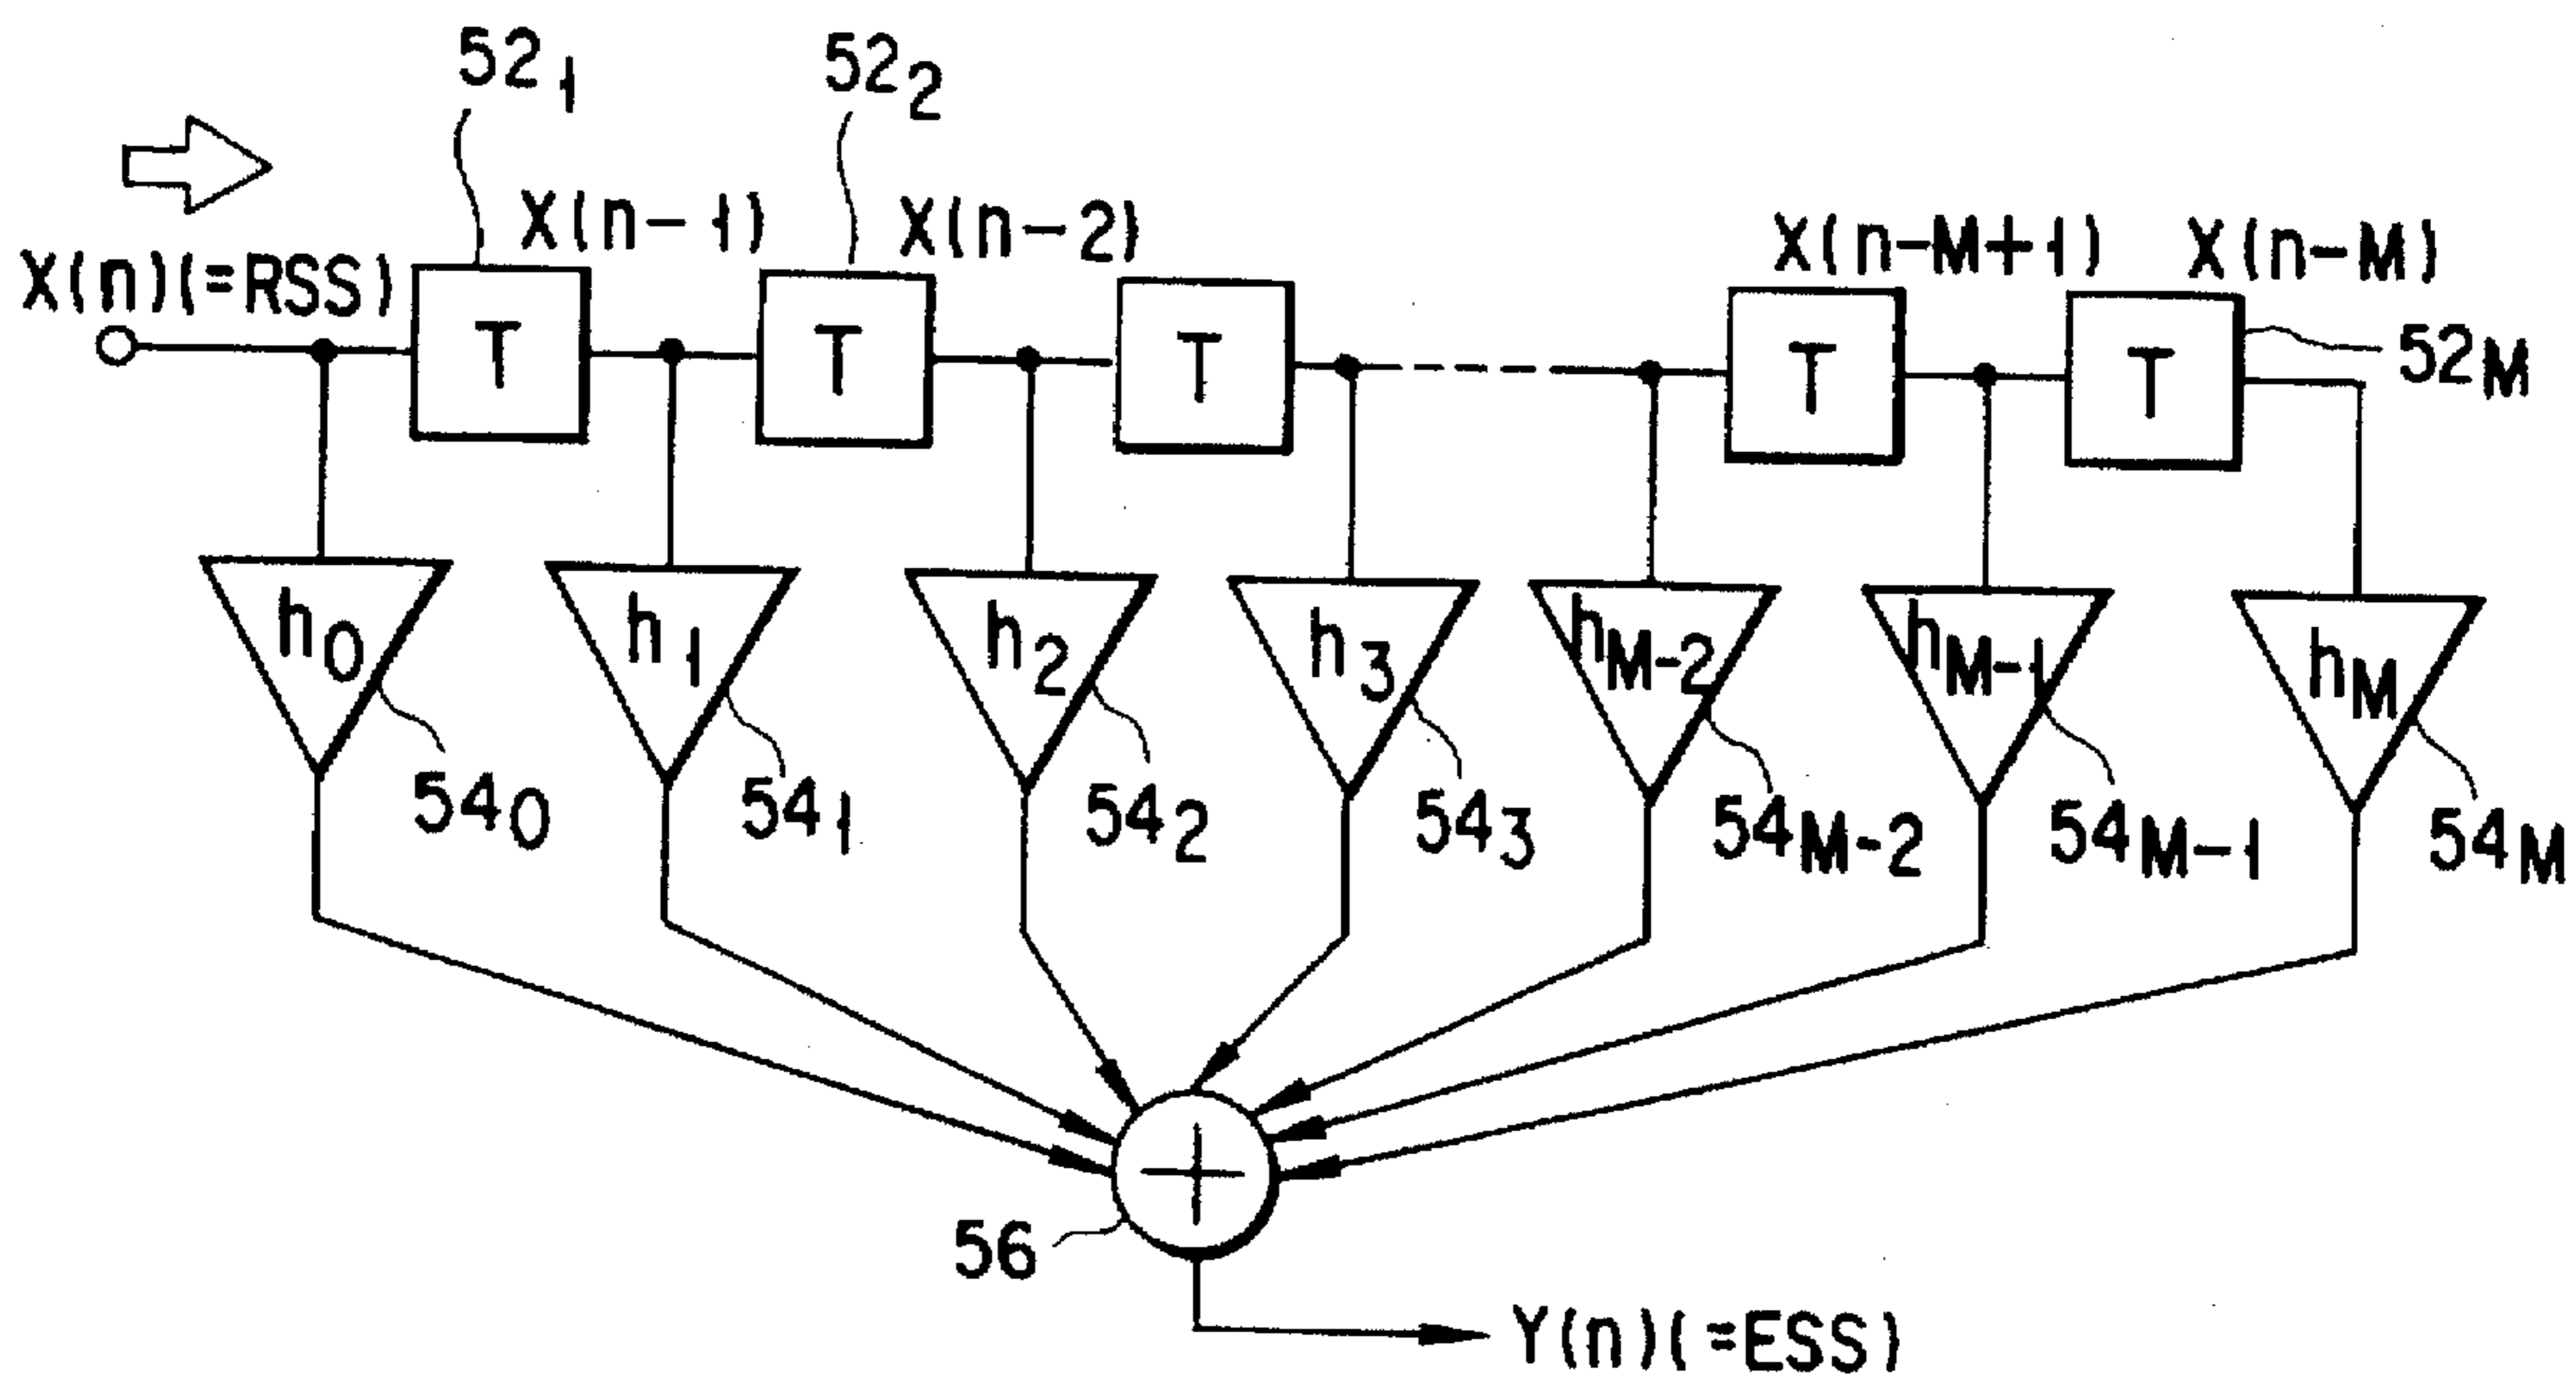 52₁ 52₂
X(n)(=RSS) X(n-1) X(n-2) X(n-M+1) X(n-M)
T T T T T 52M
h₀ h₁ h₂ h₃ hM-2 hM-1 hM
54₀ 54₁ 54₂ 54₃ 54M-2 54M-1 54M
+
56
Y(n)(=ESS)